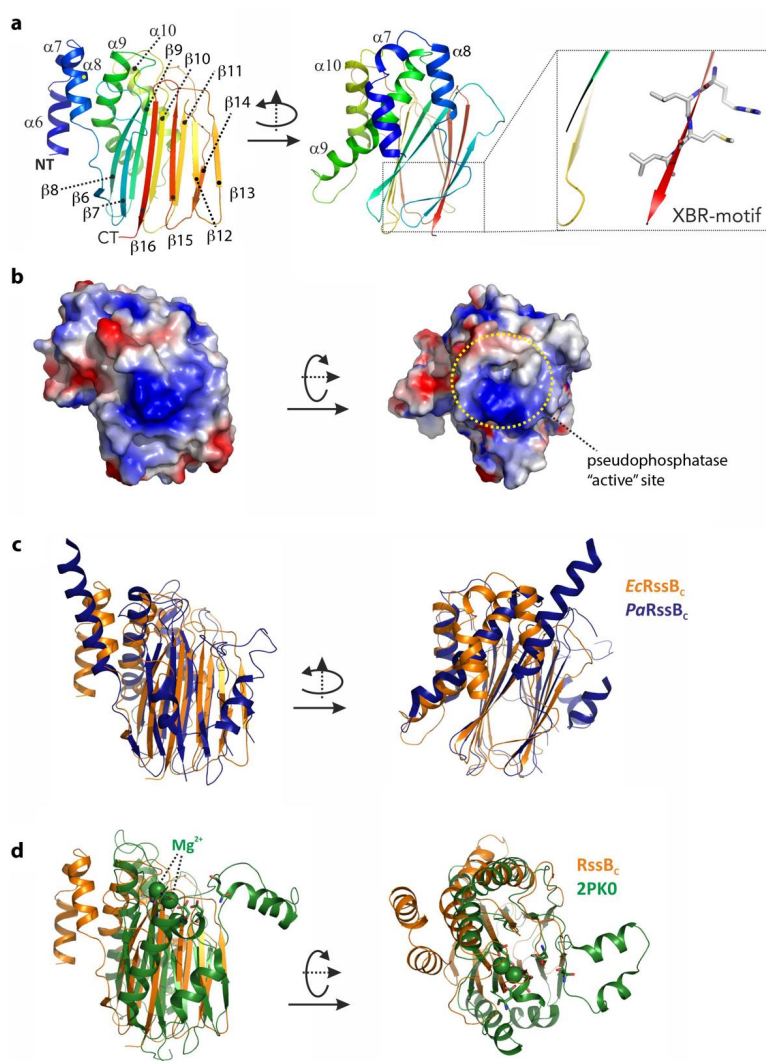 a
α7
α8
α9
α10
β9
β10
β11
β14
α6
NT
β8
β6
β7
CT
β16
β15
β12
β13
α10
α7
α8
α9
XBR-motif
b
pseudophosphatase
"active" site
c
EcRssBC
PaRssBC
d
Mg2+
RssBC
2PK0